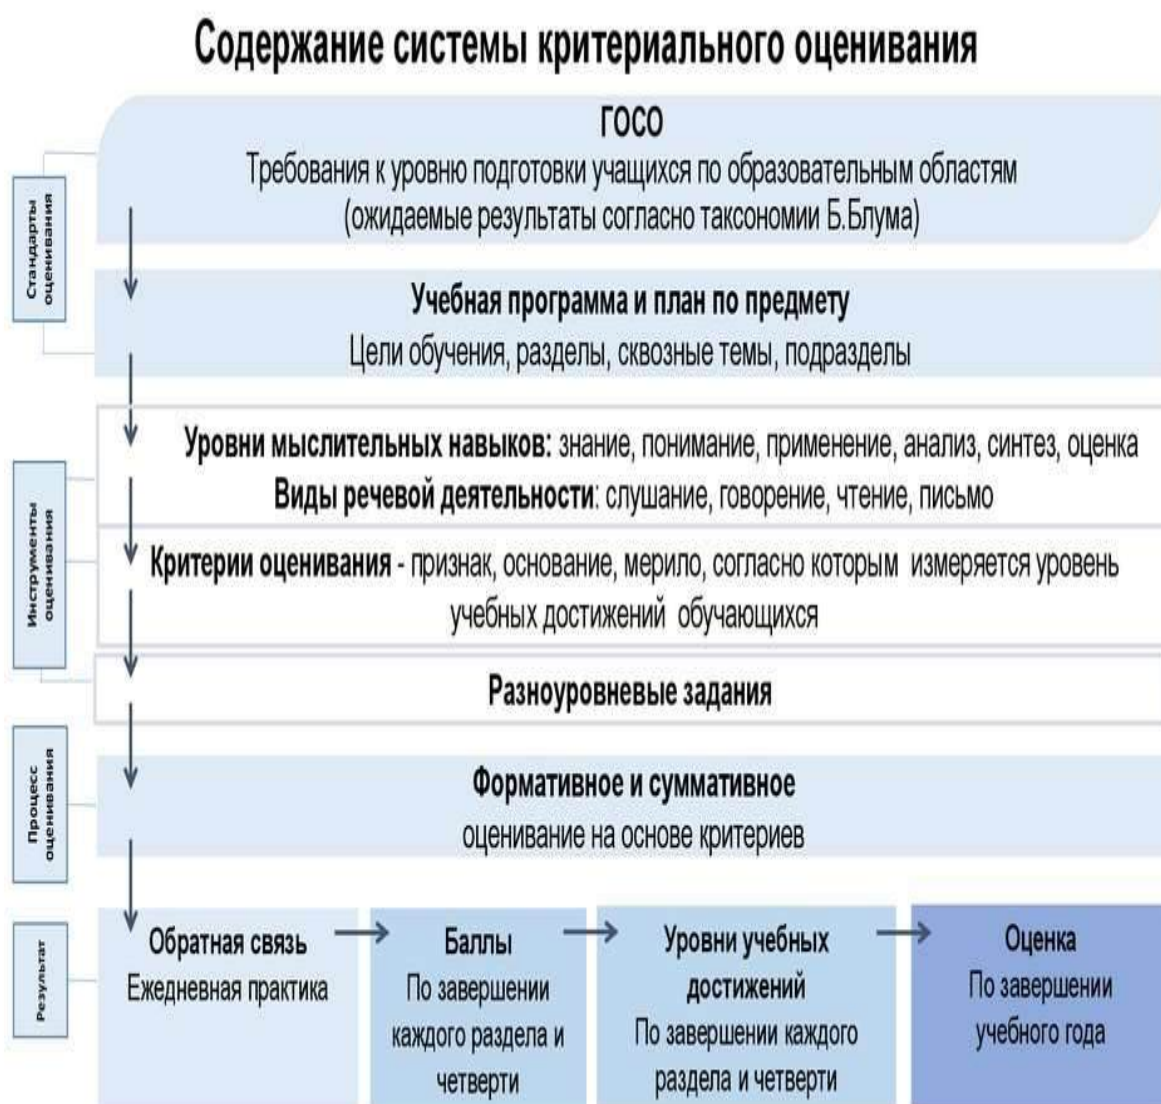 Содержание системы критериального оценивания
ГОСО
Требования к уровню подготовки учащихся по образовательным областям
(ожидаемые результаты согласно таксономии Б.Блума)
Стандарты
оценивания
Учебная программа и план по предмету
Цели обучения, разделы, сквозные темы, подразделы
Уровни мыслительных навыков: знание, понимание, применение, анализ, синтез, оценка
Виды речевой деятельности: слушание, говорение, чтение, письмо
Инструменты
оценивания
Критерии оценивания - признак, основание, мерило, согласно которым измеряется уровень
учебных достижений обучающихся
Разноуровневые задания
Процесс
оценивания
Формативное и суммативное
оценивание на основе критериев
Результат
Обратная связь
Ежедневная практика
Баллы
По завершении
каждого раздела и
четверти
Уровни учебных
достижений
По завершении каждого
раздела и четверти
Оценка
По завершении
учебного года